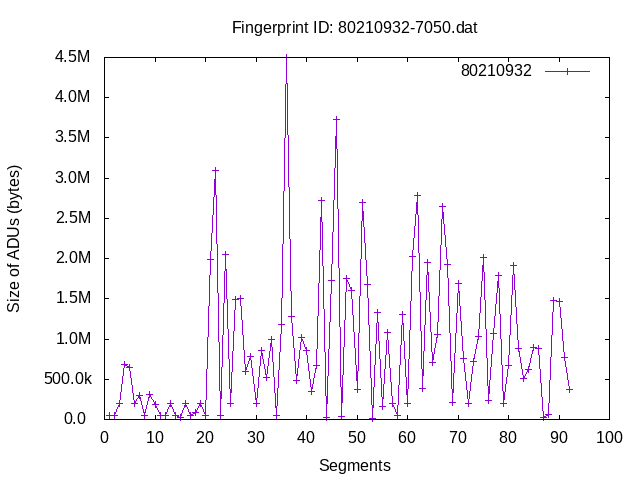 Fingerprint ID: 80210932-7050.dat
80210932
4.5M
4.0M
3.5M
3.0M
2.5M
2.0M
1.5M
1.0M
500.0k
0.0
0 10 20 30 40 50 60 70 80 90 100
Segments
Size of ADUs (bytes)